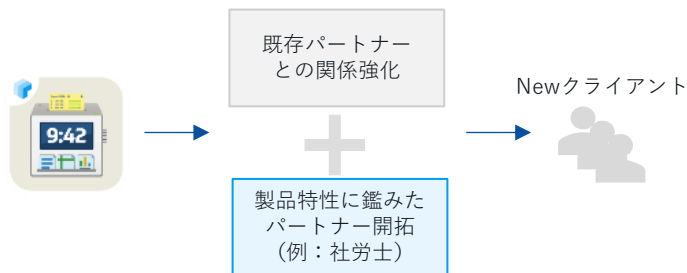 既存パートナー
との関係強化
Newクライアント
9:42
製品特性に鑑みた
パートナー開拓
（例：社労士）